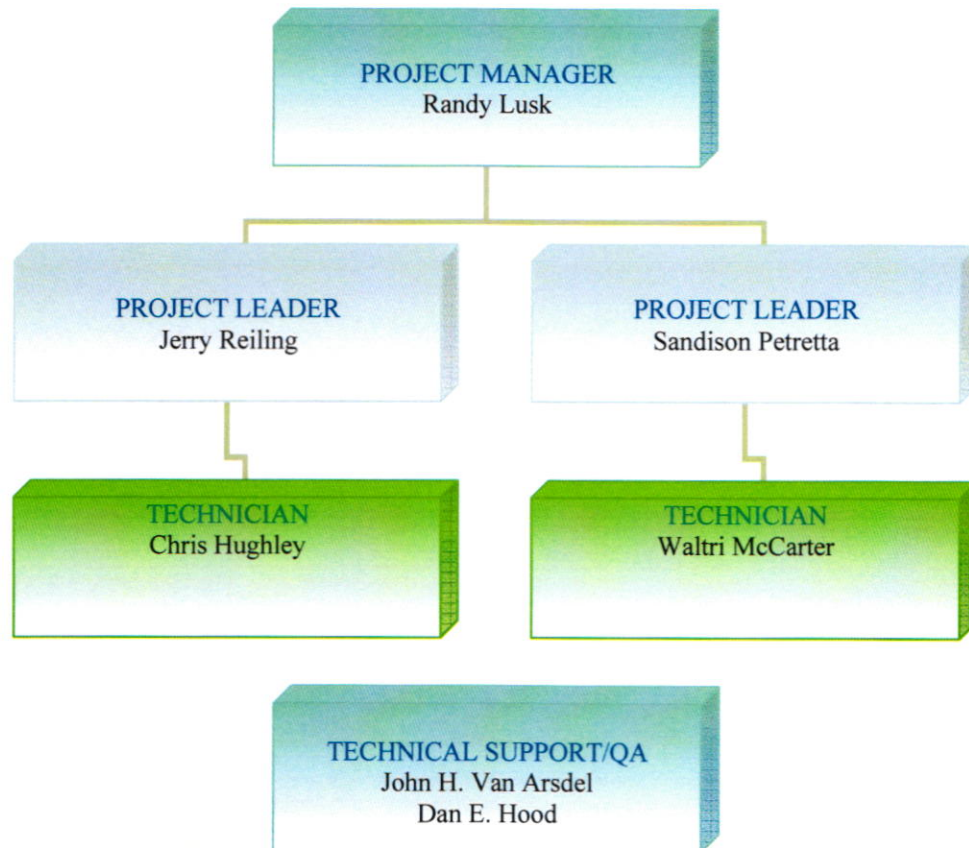 PROJECT MANAGER
Randy Lusk
PROJECT LEADER
Jerry Reiling
PROJECT LEADER
Sandison Petretta
TECHNICIAN
Chris Hughley
TECHNICIAN
Waltri McCarter
TECHNICAL SUPPORT/QA
John H. Van Arsdel
Dan E. Hood